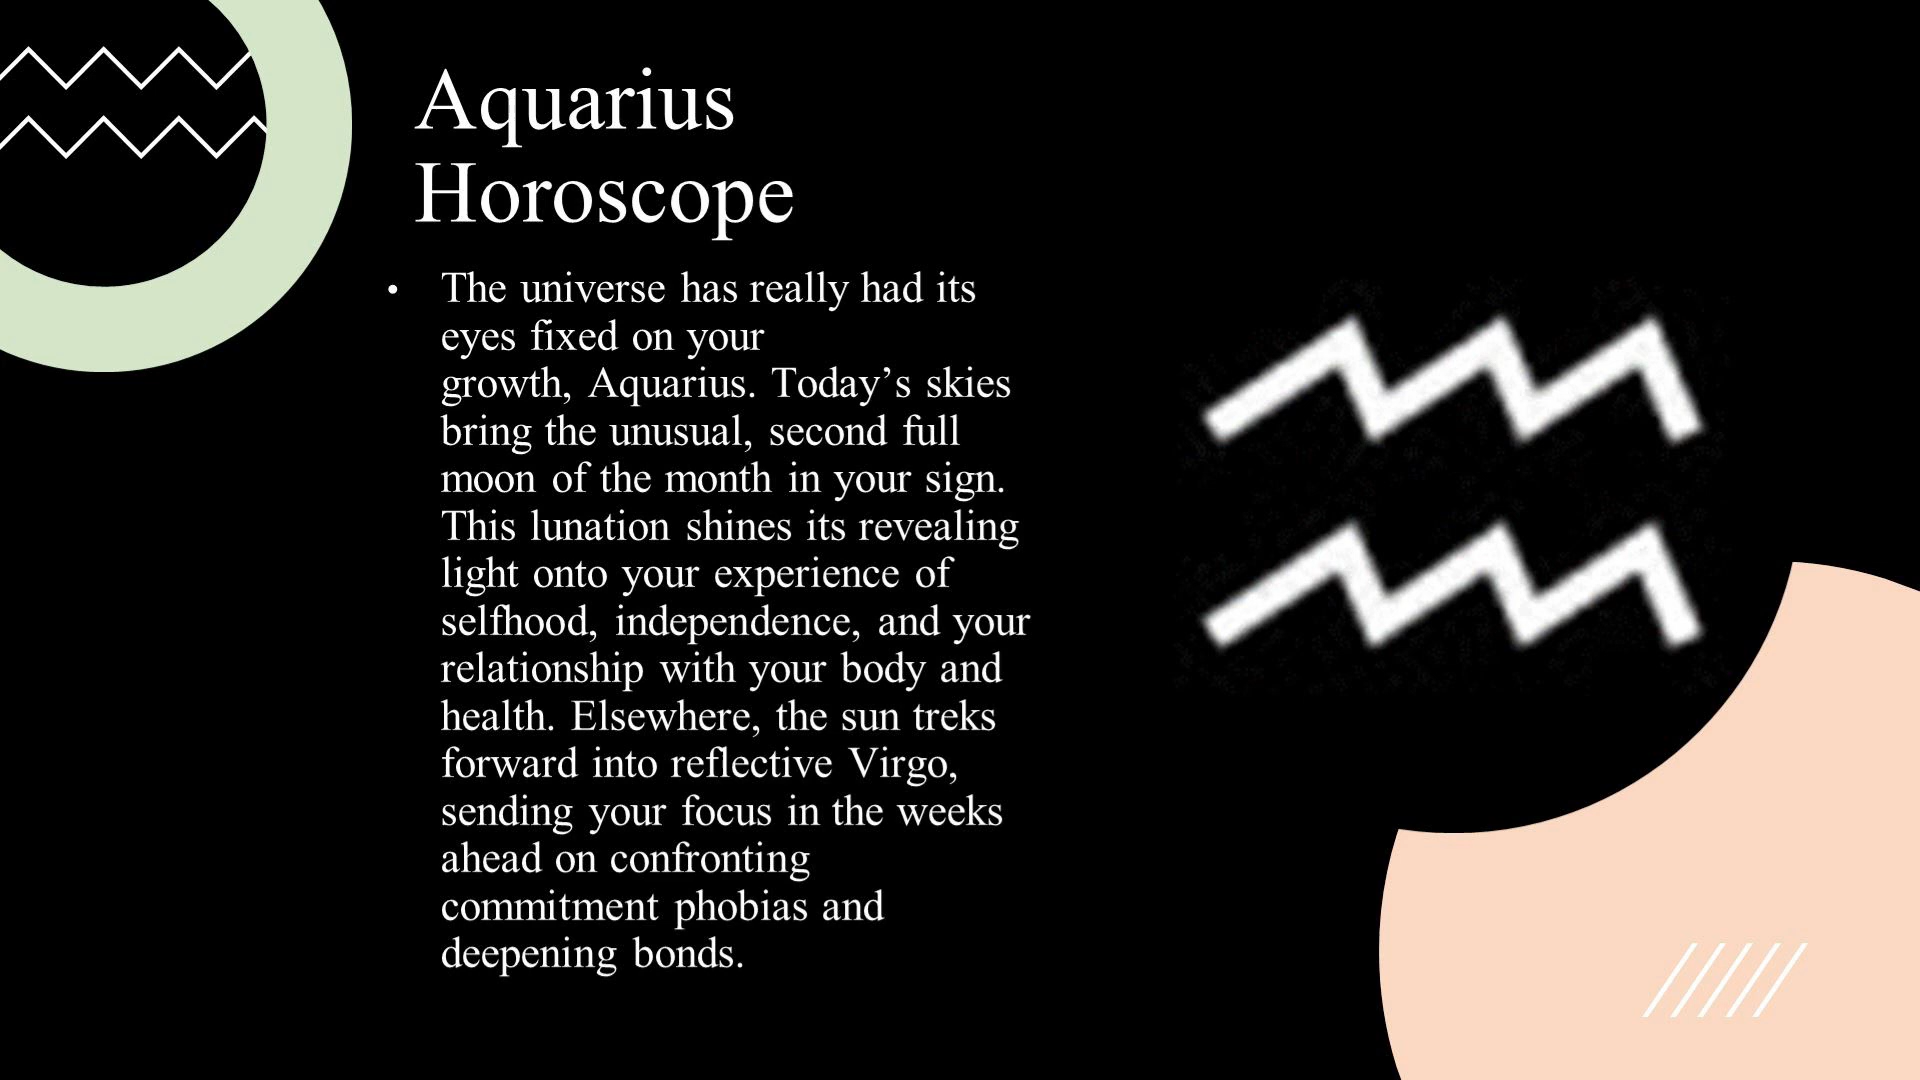 Aquarius
Horoscope
• The universe has really had its
eyes fixed on your
growth, Aquarius. Today’s skies
bring the unusual, second full
moon of the month in your sign.
This lunation shines its revealing
light onto your experience of
selfhood, independence, and your
relationship with your body and
health. Elsewhere, the sun treks
forward into reflective Virgo,
sending your focus in the weeks
ahead on confronting
commitment phobias and
deepening bonds.